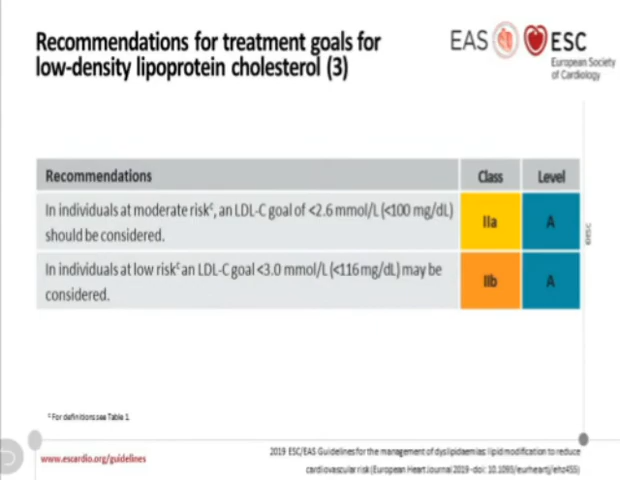 Recommendations for treatment goals for
low-density lipoprotein cholesterol (3)
EAS
ESC
European Society
of Cardiology
Recommendations Class Level
In individuals at moderate riskᶜ, an LDL-C goal of <2.6 mmol/L (<100 mg/dL)
should be considered.
IIa A
In individuals at low riskᶜ an LDL-C goal <3.0 mmol/L (<116 mg/dL) may be
considered.
IIb A
©ESC
ᶜ For definitions see Table 1.
www.escardio.org/guidelines
2019 ESC/EAS Guidelines for the management of dyslipidaemias: lipid modification to reduce
cardiovascular risk (European Heart Journal 2019 -doi: 10.1093/eurheartj/ehz455)